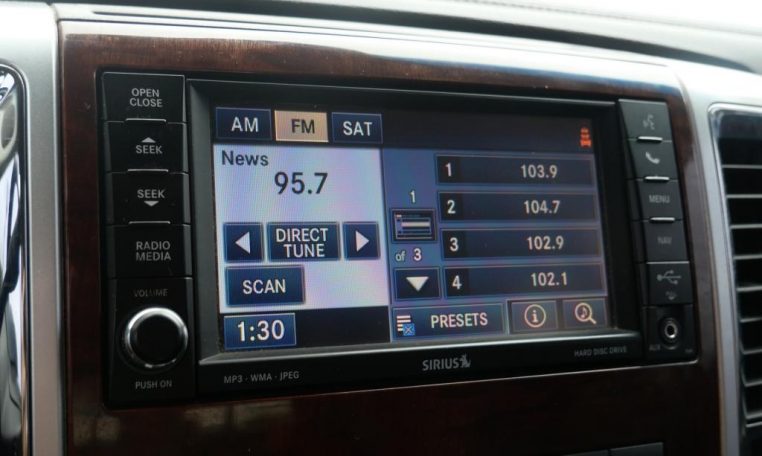 OPEN
CLOSE
SEEK
SEEK
RADIO
MEDIA
VOLUME
PUSH ON
AM FM SAT
News
95.7
DIRECT
TUNE
SCAN
1:30
1
of 3
1 103.9
2 104.7
3 102.9
4 102.1
PRESETS
i
MENU
NAV
AUX
MP3 - WMA - JPEG
SIRIUS
HARD DISC DRIVE